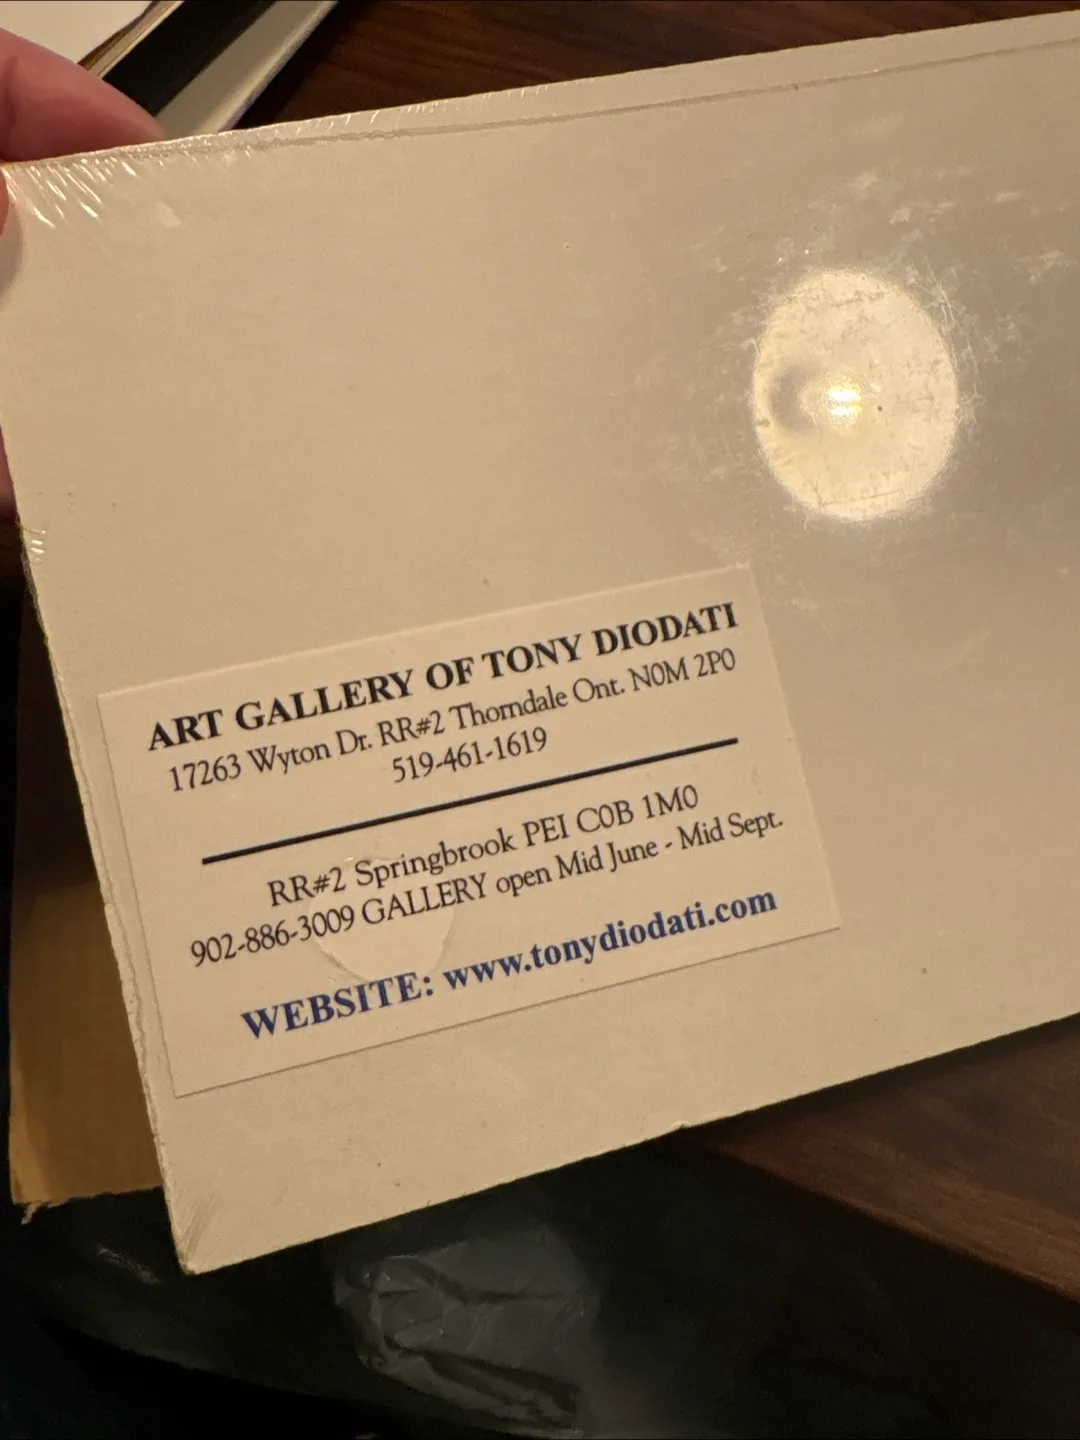 ART GALLERY OF TONY DIODATI
17263 Wyton Dr. RR#2 Thorndale Ont. N0M 2P0
519-461-1619
RR#2 Springbrook PEI C0B 1M0
902-886-3009 GALLERY open Mid June - Mid Sept.
WEBSITE: www.tonydiodati.com